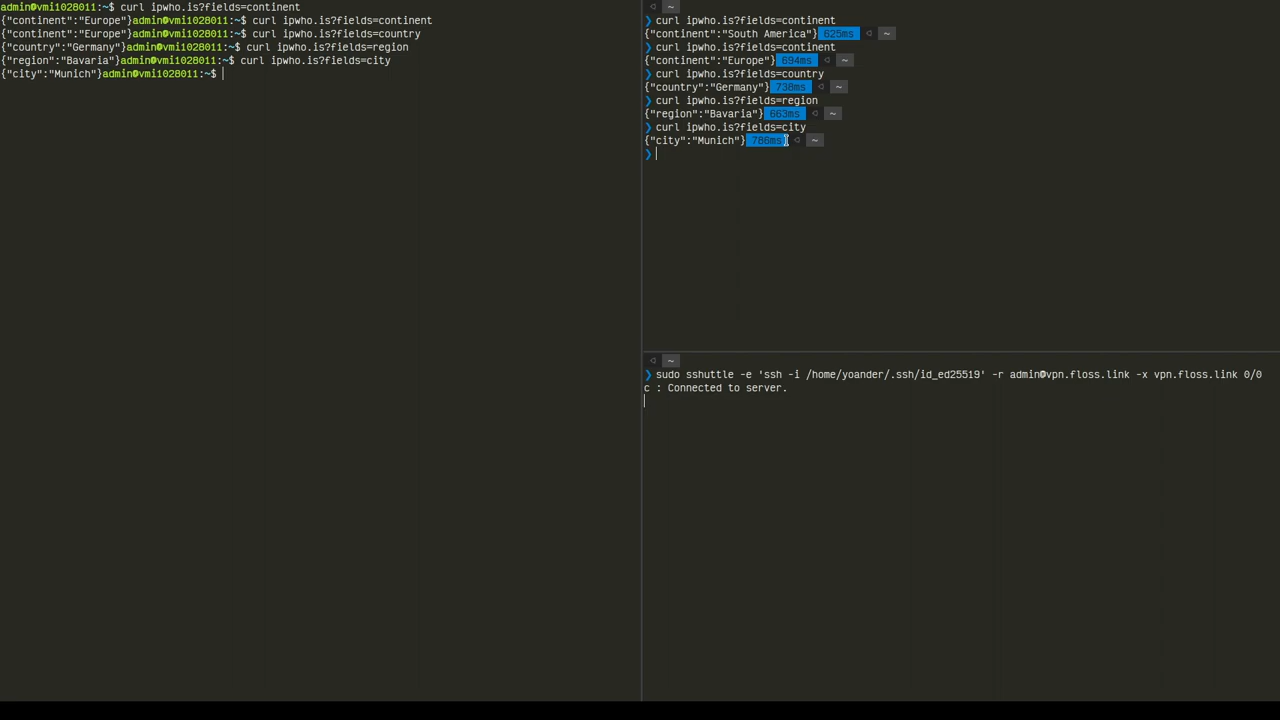 admin@vmi1028011:~$ curl ipwho.is?fields=continent
{"continent":"Europe"}admin@vmi1028011:~$ curl ipwho.is?fields=continent
{"continent":"Europe"}admin@vmi1028011:~$ curl ipwho.is?fields=country
{"country":"Germany"}admin@vmi1028011:~$ curl ipwho.is?fields=region
{"region":"Bavaria"}admin@vmi1028011:~$ curl ipwho.is?fields=city
{"city":"Munich"}admin@vmi1028011:~$
~
❯ curl ipwho.is?fields=continent
{"continent":"South America"} 625ms ~
❯ curl ipwho.is?fields=continent
{"continent":"Europe"} 694ms ~
❯ curl ipwho.is?fields=country
{"country":"Germany"} 738ms ~
❯ curl ipwho.is?fields=region
{"region":"Bavaria"} 663ms ~
❯ curl ipwho.is?fields=city
{"city":"Munich"} 786ms ~
❯
~
❯ sudo sshuttle -e 'ssh -i /home/yoander/.ssh/id_ed25519' -r admin@vpn.floss.link -x vpn.floss.link 0/0
c : Connected to server.